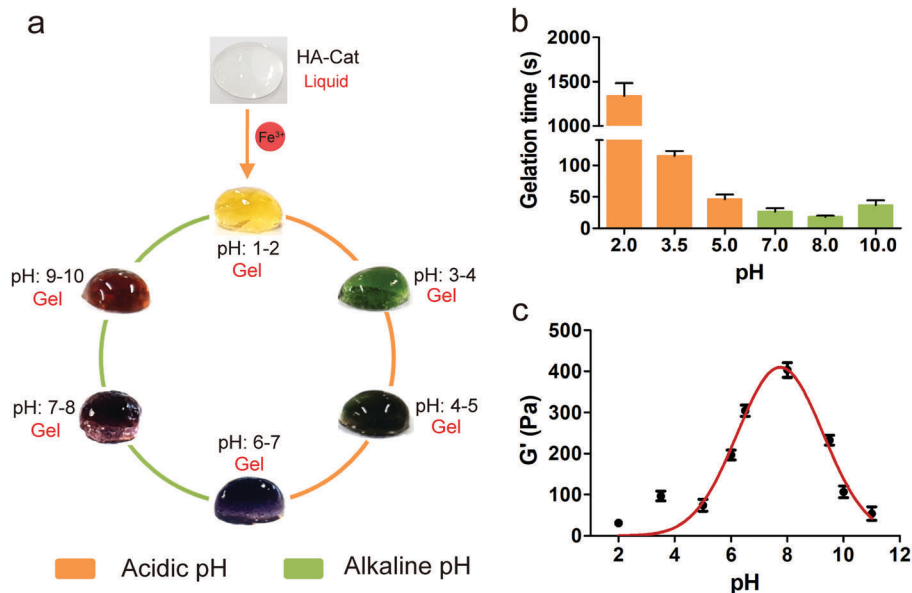 a
HA-Cat
Liquid
Fe³⁺
pH: 1-2
Gel
pH: 3-4
Gel
pH: 4-5
Gel
pH: 6-7
Gel
pH: 7-8
Gel
pH: 9-10
Gel
Acidic pH
Alkaline pH
b
Gelation time (s)
2000
1500
1000
100
50
0
2.0 3.5 5.0 7.0 8.0 10.0
pH
c
G' (Pa)
500
400
300
200
100
0
2 4 6 8 10 12
pH